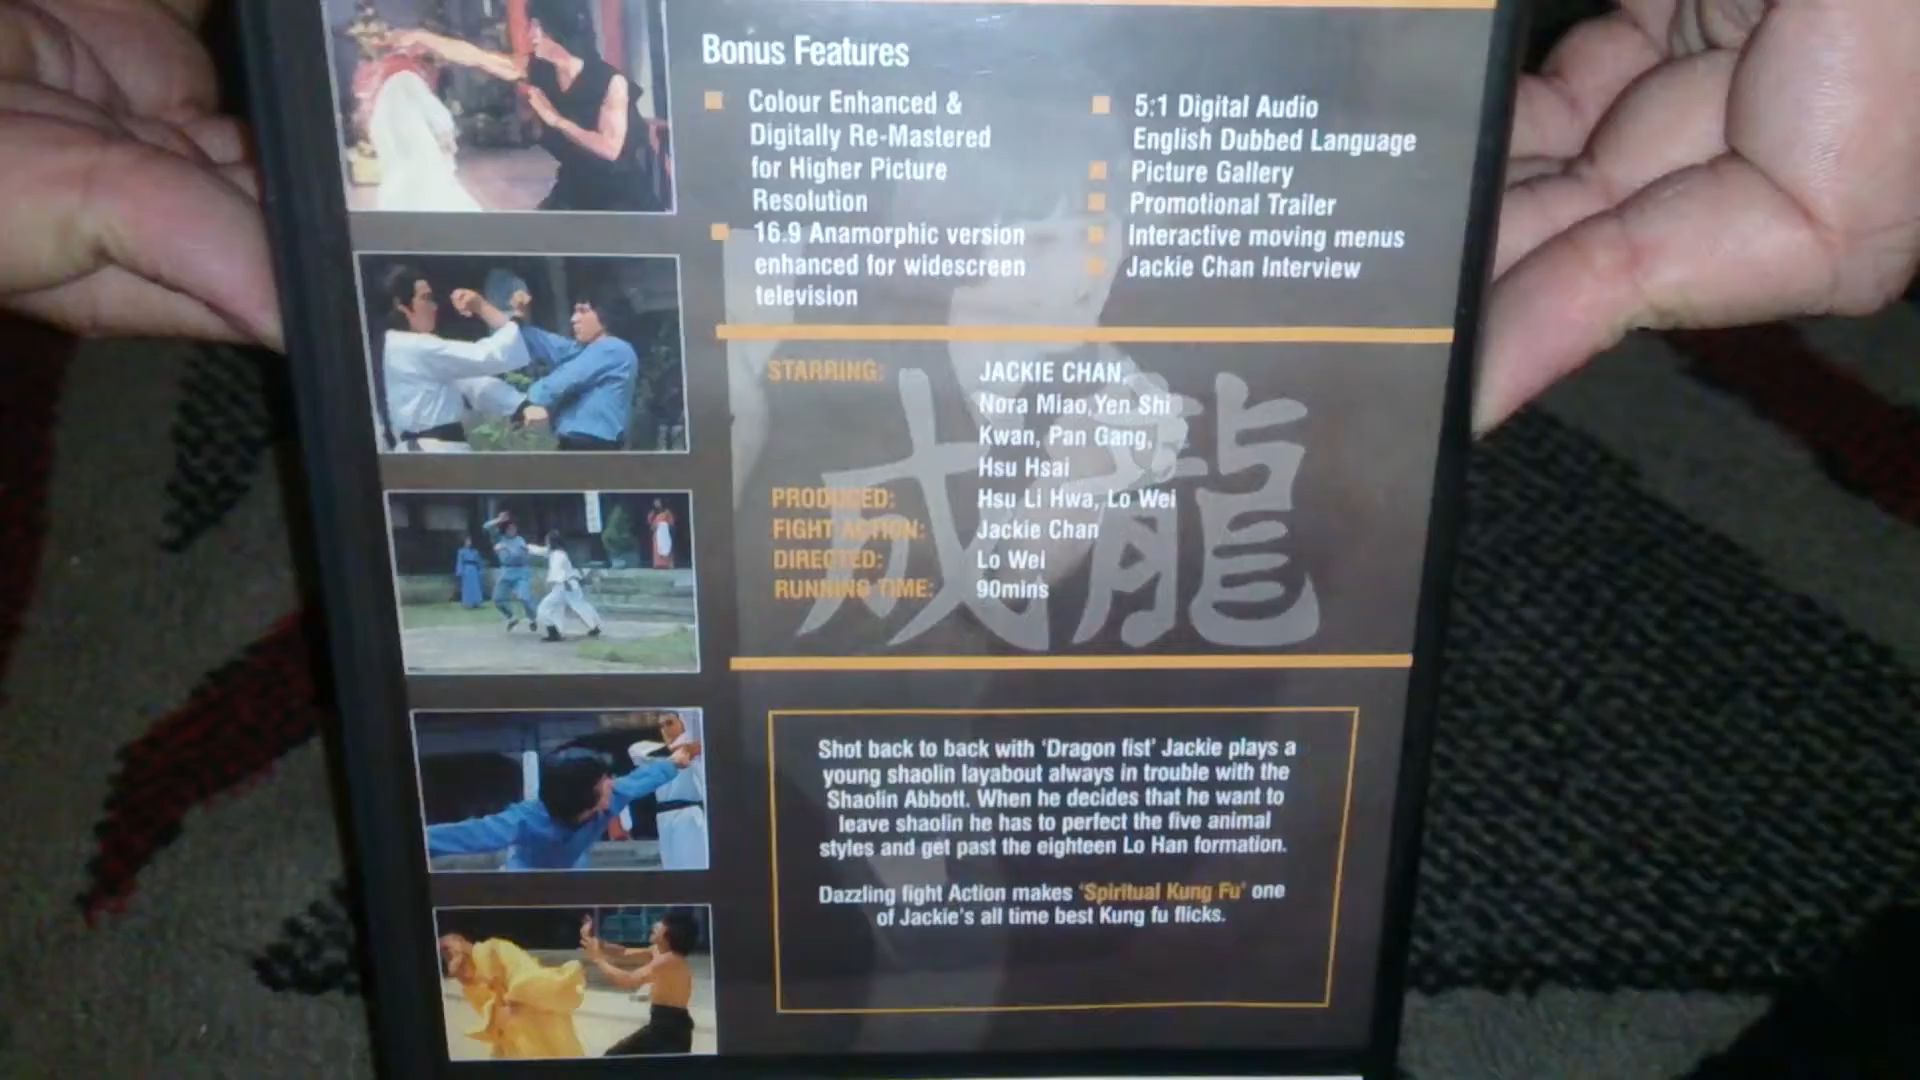 Bonus Features
Colour Enhanced &
Digitally Re-Mastered
for Higher Picture
Resolution
16.9 Anamorphic version
enhanced for widescreen
television
5:1 Digital Audio
English Dubbed Language
Picture Gallery
Promotional Trailer
Interactive moving menus
Jackie Chan Interview
STARRING: JACKIE CHAN,
Nora Miao,Yen Shi
Kwan, Pan Gang,
Hsu Hsai
PRODUCED: Hsu Li Hwa, Lo Wei
FIGHT ACTION: Jackie Chan
DIRECTED: Lo Wei
RUNNING TIME: 90mins
成龍
Shot back to back with ‘Dragon fist’ Jackie plays a
young shaolin layabout always in trouble with the
Shaolin Abbott. When he decides that he want to
leave shaolin he has to perfect the five animal
styles and get past the eighteen Lo Han formation.
Dazzling fight Action makes ‘Spiritual Kung Fu’ one
of Jackie's all time best Kung fu flicks.